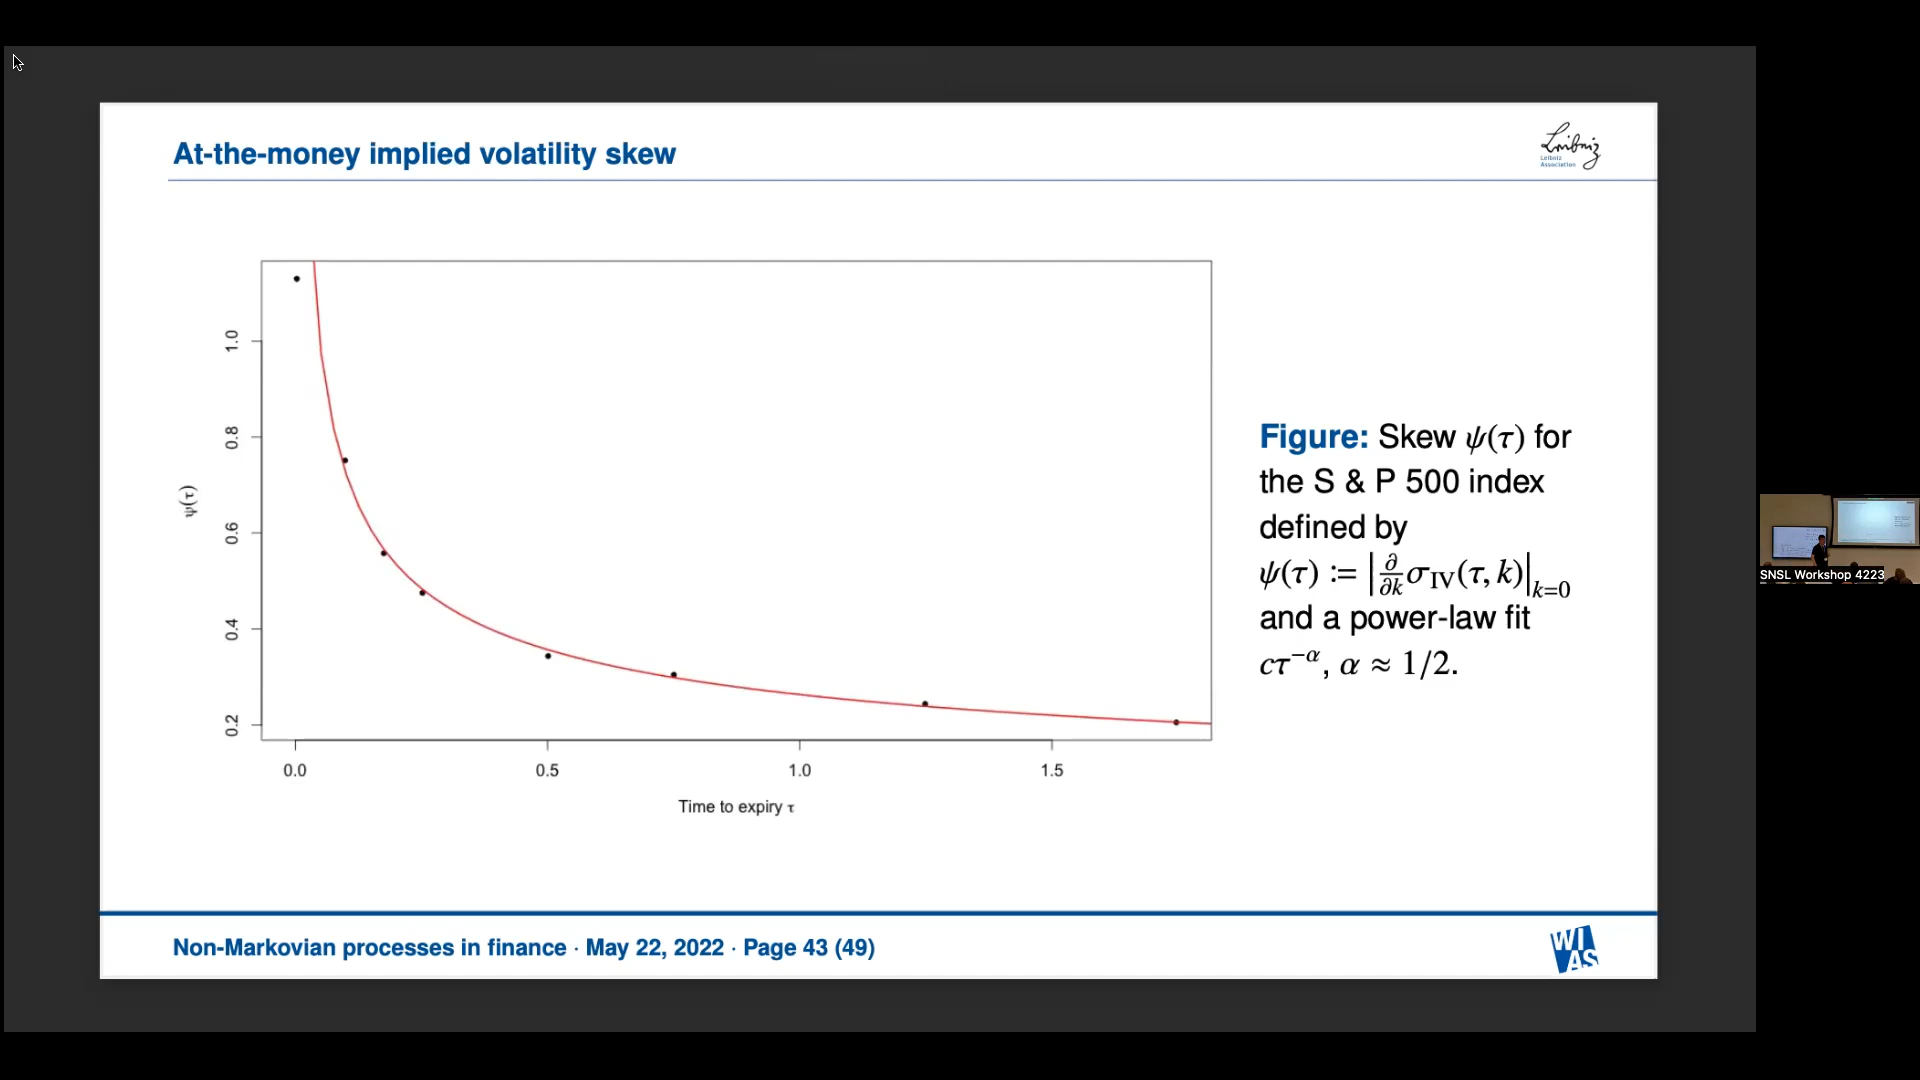 At-the-money implied volatility skew
Leibniz
Leibniz
Association
ψ(τ)
1.0
0.8
0.6
0.4
0.2
0.0
0.5
1.0
1.5
Time to expiry τ
Figure: Skew ψ(τ) for
the S & P 500 index
defined by
ψ(τ) := |∂/∂k σ_IV(τ, k)|_{k=0}
and a power-law fit
cτ^{−α}, α ≈ 1/2.
SNSL Workshop 4223
Non-Markovian processes in finance · May 22, 2022 · Page 43 (49)
WI
AS